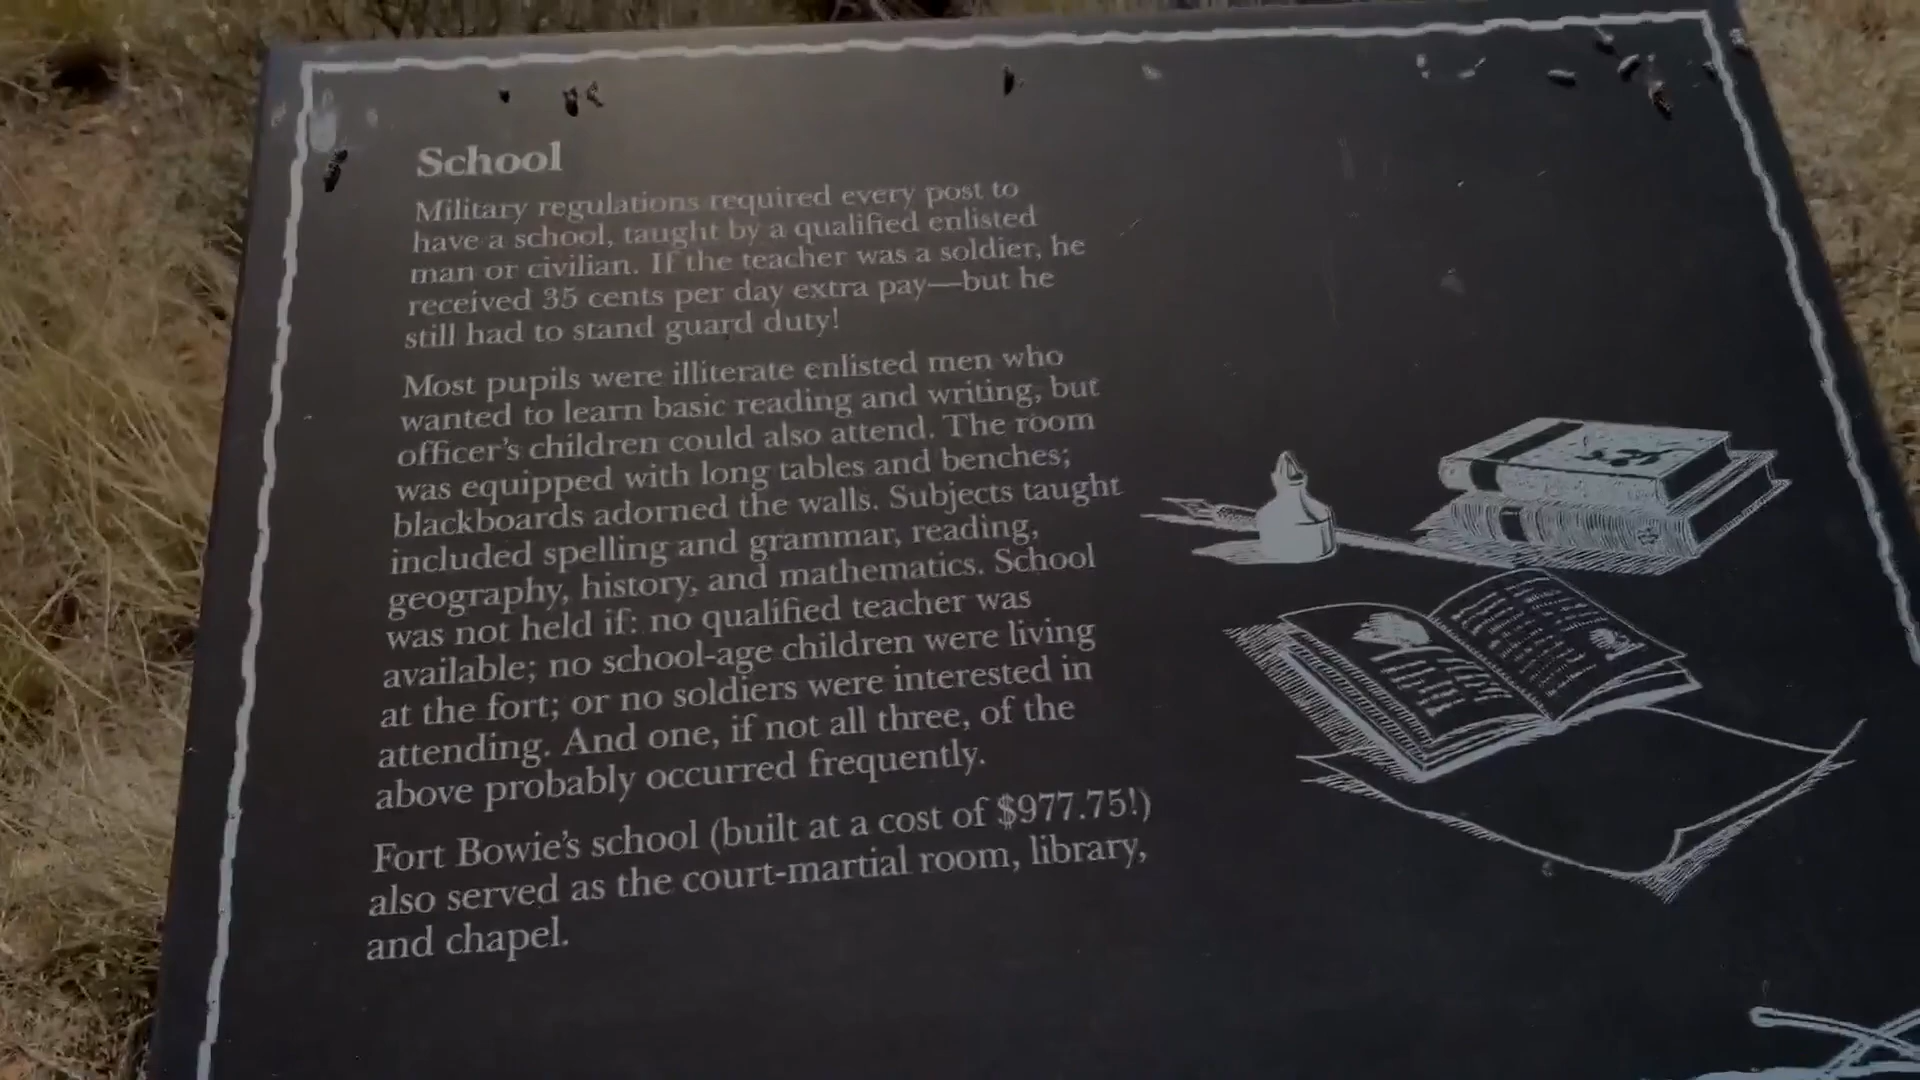 School
Military regulations required every post to
have a school, taught by a qualified enlisted
man or civilian. If the teacher was a soldier, he
received 35 cents per day extra pay—but he
still had to stand guard duty!
Most pupils were illiterate enlisted men who
wanted to learn basic reading and writing, but
officer's children could also attend. The room
was equipped with long tables and benches;
blackboards adorned the walls. Subjects taught
included spelling and grammar, reading,
geography, history, and mathematics. School
was not held if: no qualified teacher was
available; no school-age children were living
at the fort; or no soldiers were interested in
attending. And one, if not all three, of the
above probably occurred frequently.
Fort Bowie's school (built at a cost of $977.75!)
also served as the court-martial room, library,
and chapel.